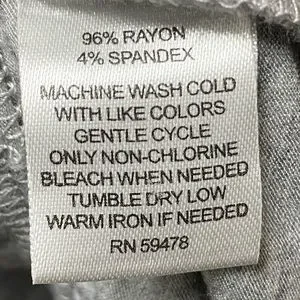 96% RAYON
4% SPANDEX
MACHINE WASH COLD
WITH LIKE COLORS
GENTLE CYCLE
ONLY NON-CHLORINE
BLEACH WHEN NEEDED
TUMBLE DRY LOW
WARM IRON IF NEEDED
RN 59478